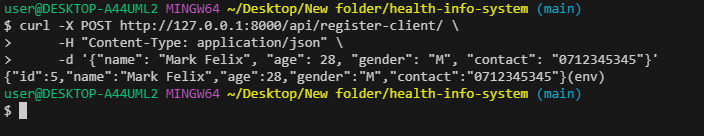 user@DESKTOP-A44UML2 MINGW64 ~/Desktop/New folder/health-info-system (main)
$ curl -X POST http://127.0.0.1:8000/api/register-client/ \
>      -H "Content-Type: application/json" \
>      -d '{"name": "Mark Felix", "age": 28, "gender": "M", "contact": "0712345345"}'
{"id":5,"name":"Mark Felix","age":28,"gender":"M","contact":"0712345345"}(env)
user@DESKTOP-A44UML2 MINGW64 ~/Desktop/New folder/health-info-system (main)
$